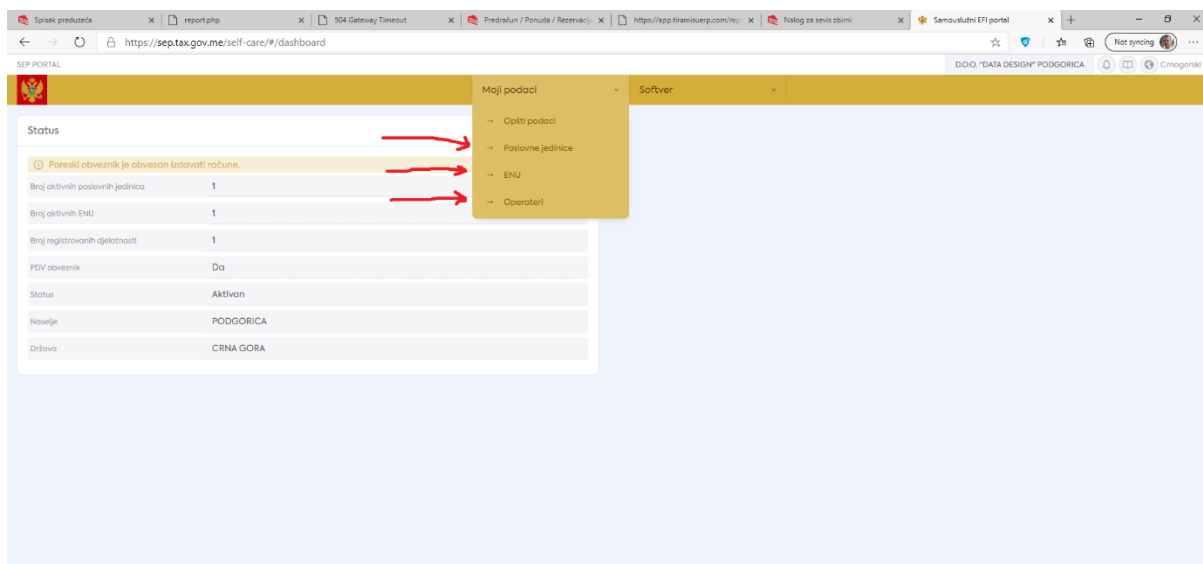 Spisak preduzeća
report.php
504 Gateway Timeout
Predračun / Ponuda / Rezervacij
https://app.tiramisuerp.com/rep
Nalog za sevis zbirni
Samouslužni EFI portal
https://sep.tax.gov.me/self-care/#/dashboard
Not syncing
SEP PORTAL
D.O.O. "DATA DESIGN" PODGORICA
Crnogorski
Moji podaci
Softver
Opšti podaci
Poslovne jedinice
ENU
Operateri
Status
Poreski obveznik je obvezan izdavati račune.
Broj aktivnih poslovnih jedinica 1
Broj aktivnih ENU 1
Broj registrovanih djelatnosti 1
PDV obveznik Da
Status Aktivan
Naselje PODGORICA
Država CRNA GORA